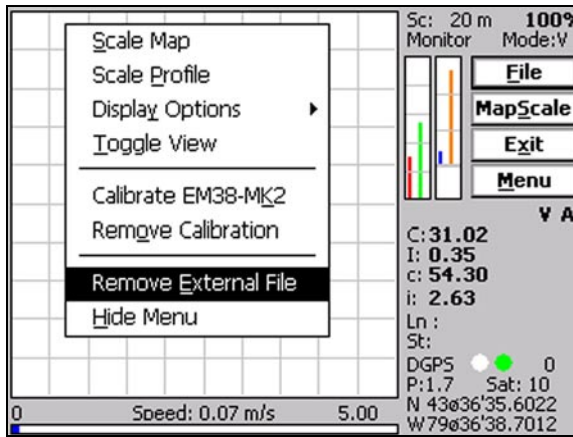 Scale Map
Scale Profile
Display Options
Toggle View
Calibrate EM38-MK2
Remove Calibration
Remove External File
Hide Menu
0 Speed: 0.07 m/s 5.00
Sc: 20 m 100%
Monitor Mode:V
File
MapScale
Exit
Menu
V A
C:31.02
I: 0.35
c: 54.30
i: 2.63
Ln :
St:
DGPS 0
P:1.7 Sat: 10
N 43ø36'35.6022
W79ø36'38.7012